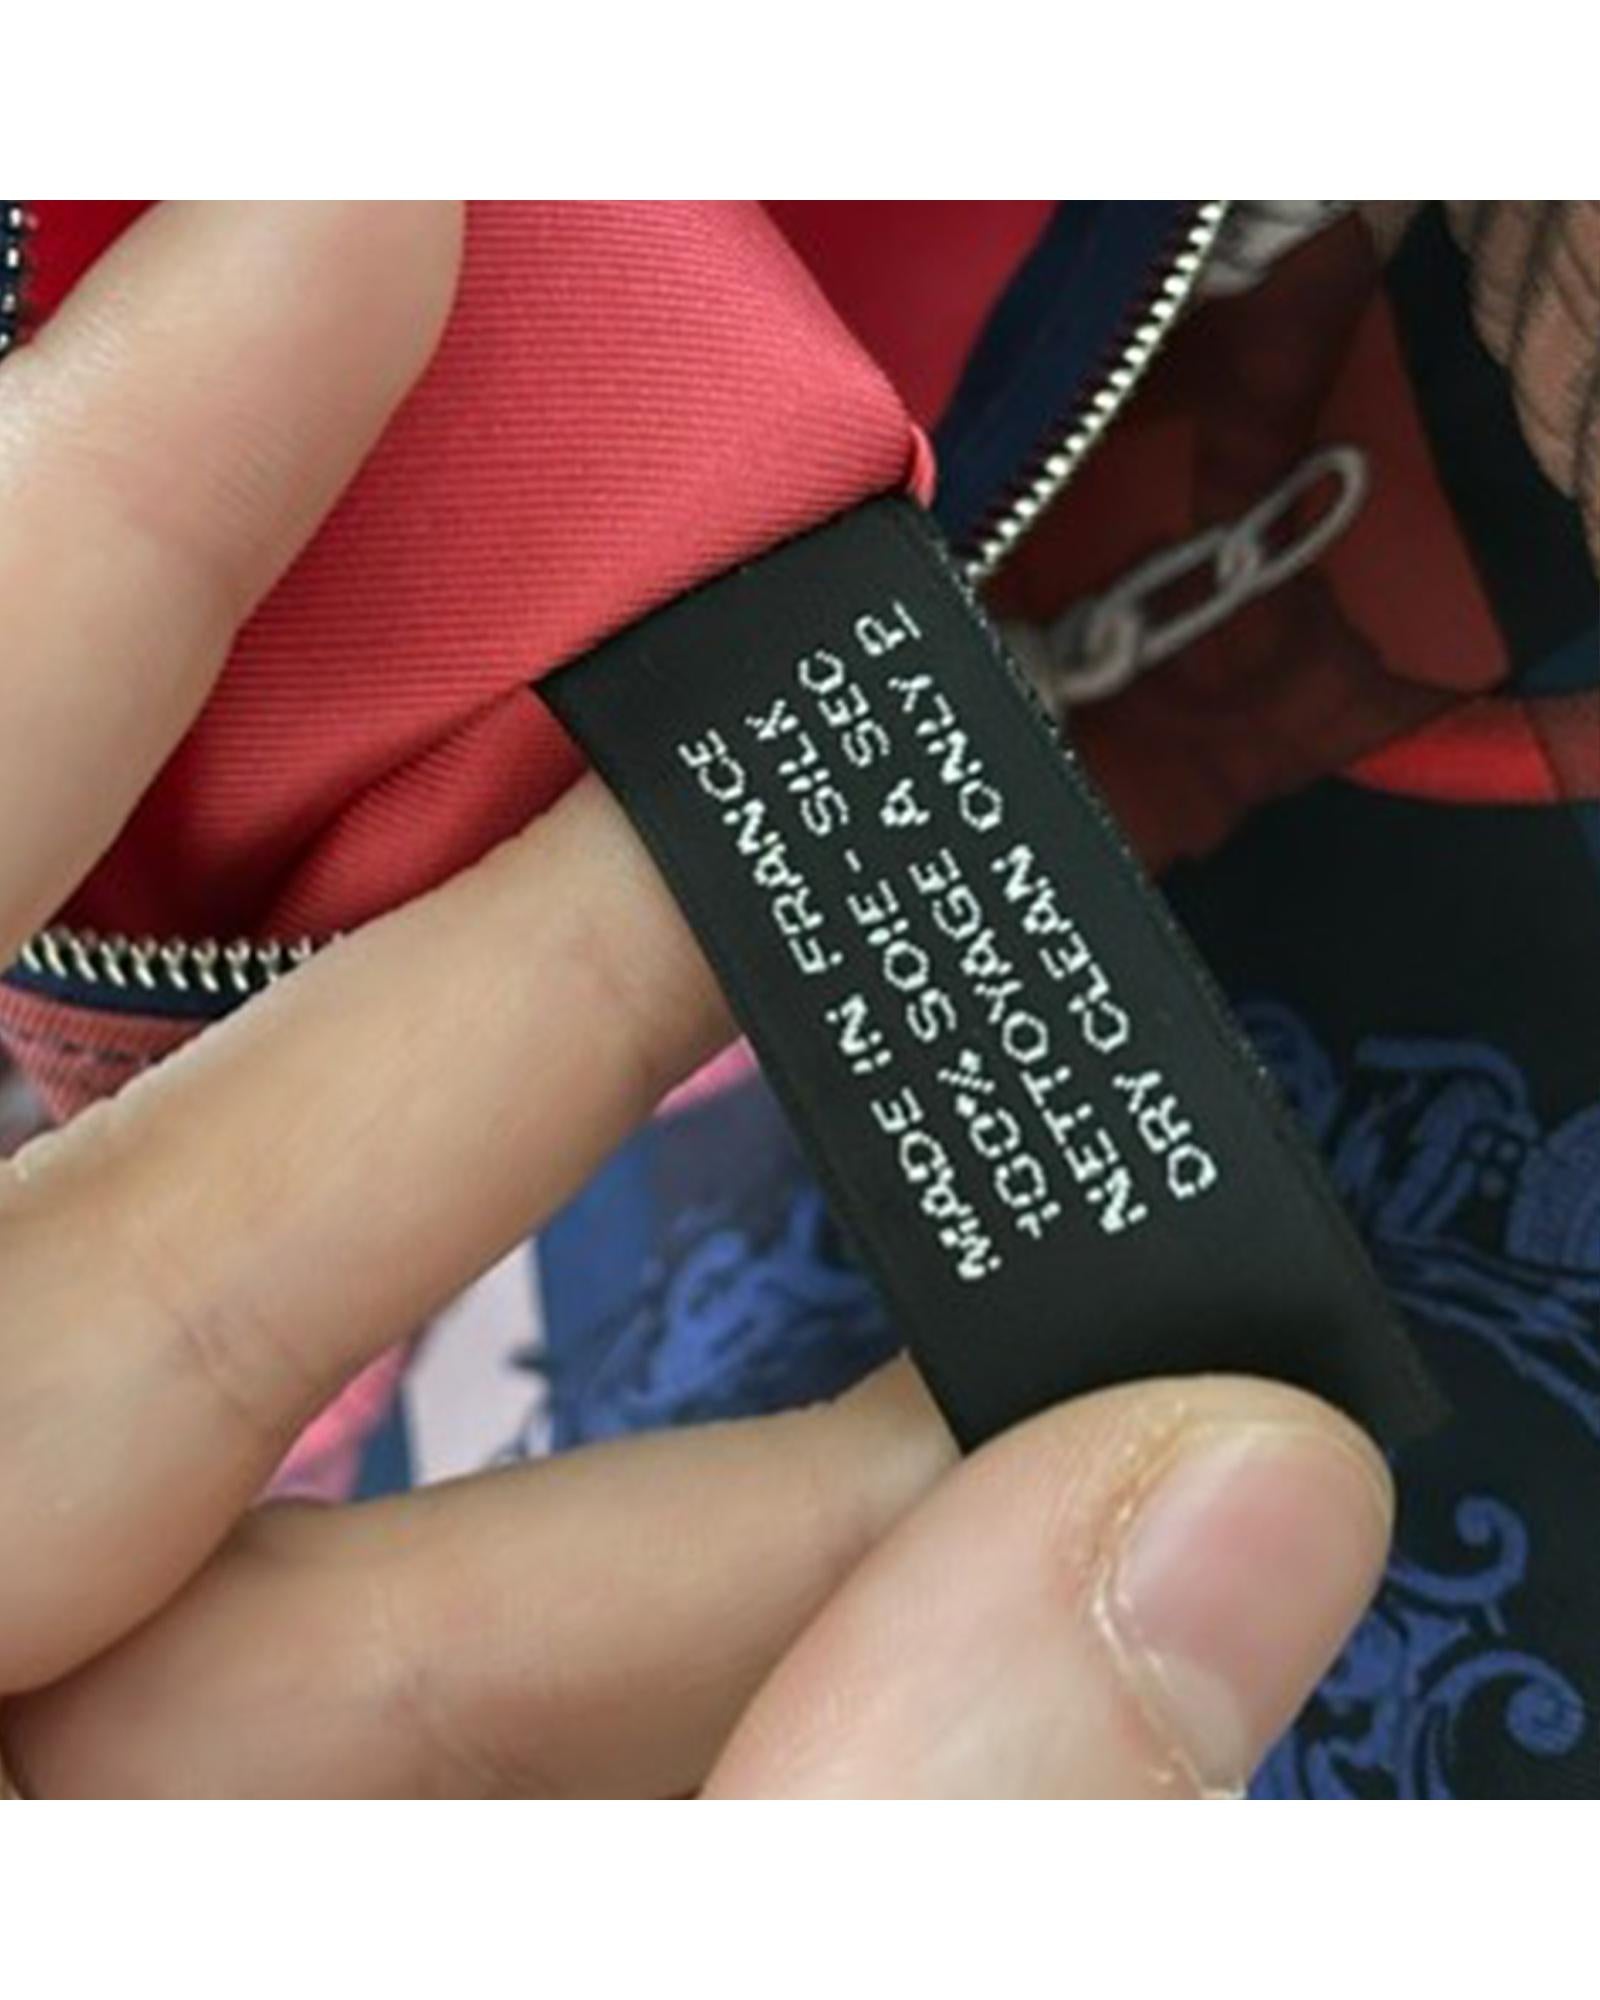 MADE IN FRANCE
100% SOIE - SILK
NETTOYAGE A SEC
DRY CLEAN ONLY P